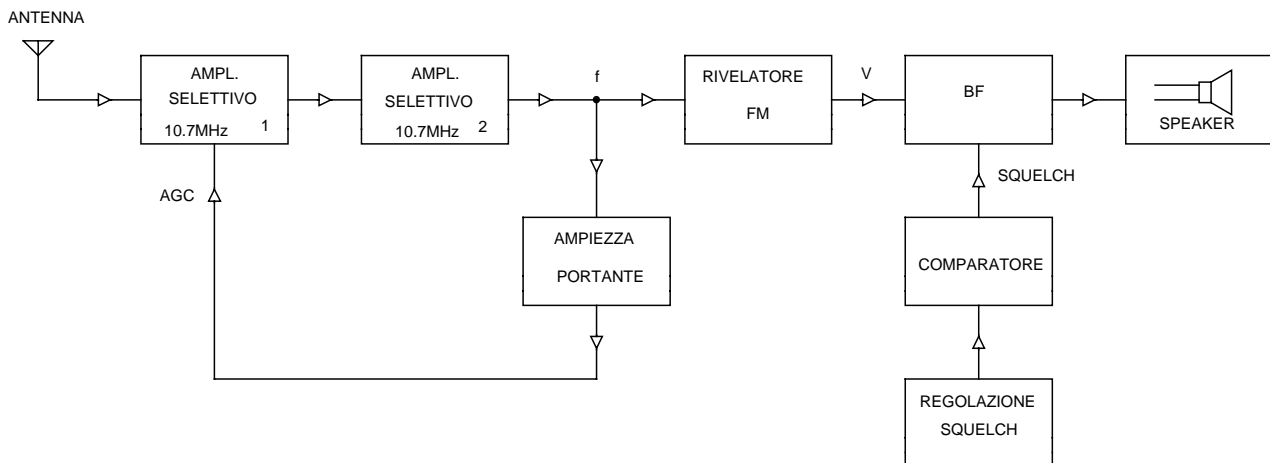 ANTENNA
AMPL.
SELETTIVO
10.7MHz 1
AMPL.
SELETTIVO
10.7MHz 2
f
RIVELATORE
FM
V
BF
SPEAKER
AGC
SQUELCH
AMPIEZZA
PORTANTE
COMPARATORE
REGOLAZIONE
SQUELCH